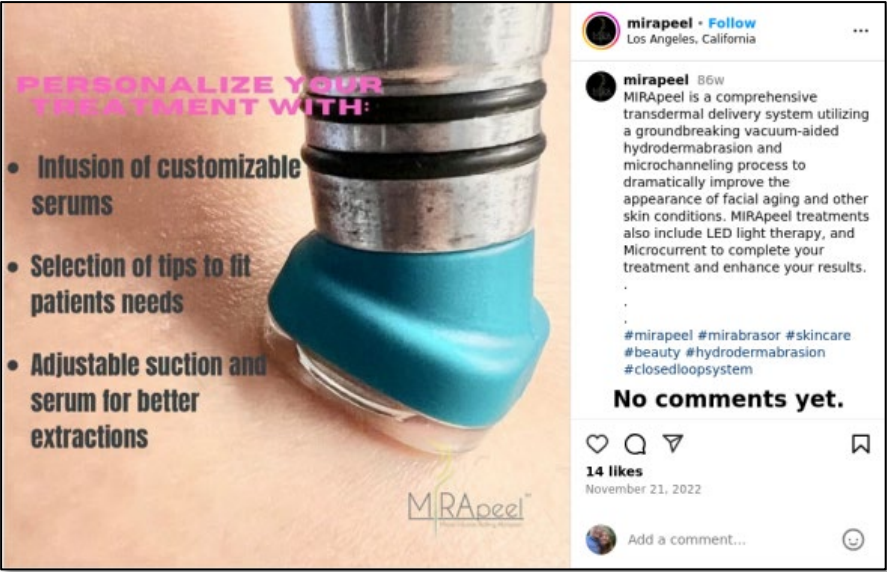 PERSONALIZE YOUR
TREATMENT WITH:
• Infusion of customizable
serums
• Selection of tips to fit
patients needs
• Adjustable suction and
serum for better
extractions
MIRApeel™
mirapeel • Follow
Los Angeles, California
mirapeel 86w
MIRApeel is a comprehensive
transdermal delivery system utilizing
a groundbreaking vacuum-aided
hydrodermabrasion and
microchanneling process to
dramatically improve the
appearance of facial aging and other
skin conditions. MIRApeel treatments
also include LED light therapy, and
Microcurrent to complete your
treatment and enhance your results.
.
.
.
#mirapeel #mirabrasor #skincare
#beauty #hydrodermabrasion
#closedloopsystem
No comments yet.
14 likes
November 21, 2022
Add a comment...